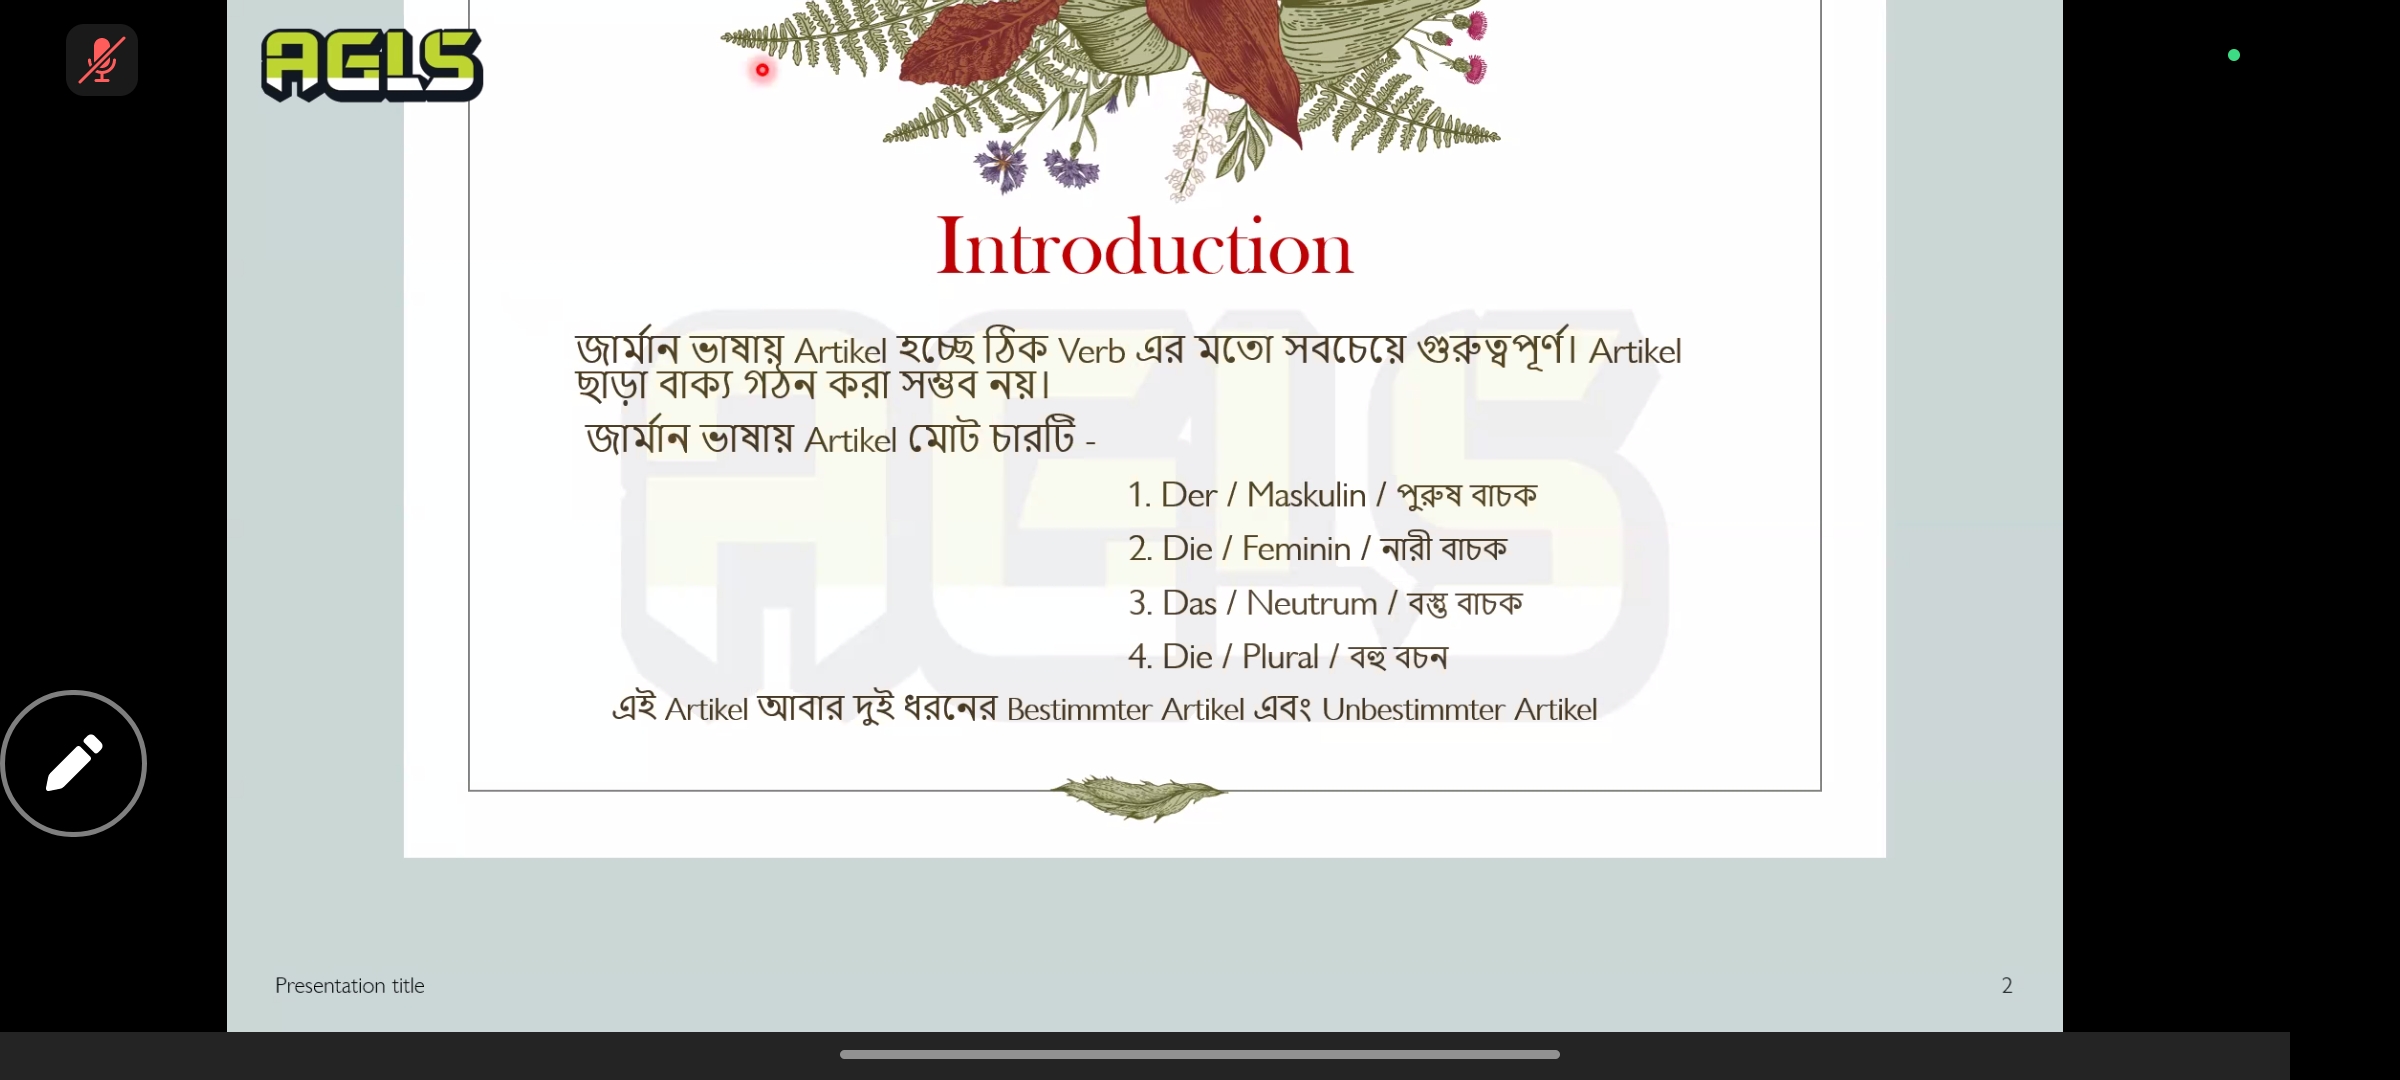 AGLS
Introduction
জার্মান ভাষায় Artikel হচ্ছে ঠিক Verb এর মতো সবচেয়ে গুরুত্বপূর্ণ। Artikel
ছাড়া বাক্য গঠন করা সম্ভব নয়।
জার্মান ভাষায় Artikel মোট চারটি -
1. Der / Maskulin / পুরুষ বাচক
2. Die / Feminin / নারী বাচক
3. Das / Neutrum / বস্তু বাচক
4. Die / Plural / বহু বচন
এই Artikel আবার দুই ধরনের Bestimmter Artikel এবং Unbestimmter Artikel
Presentation title
2